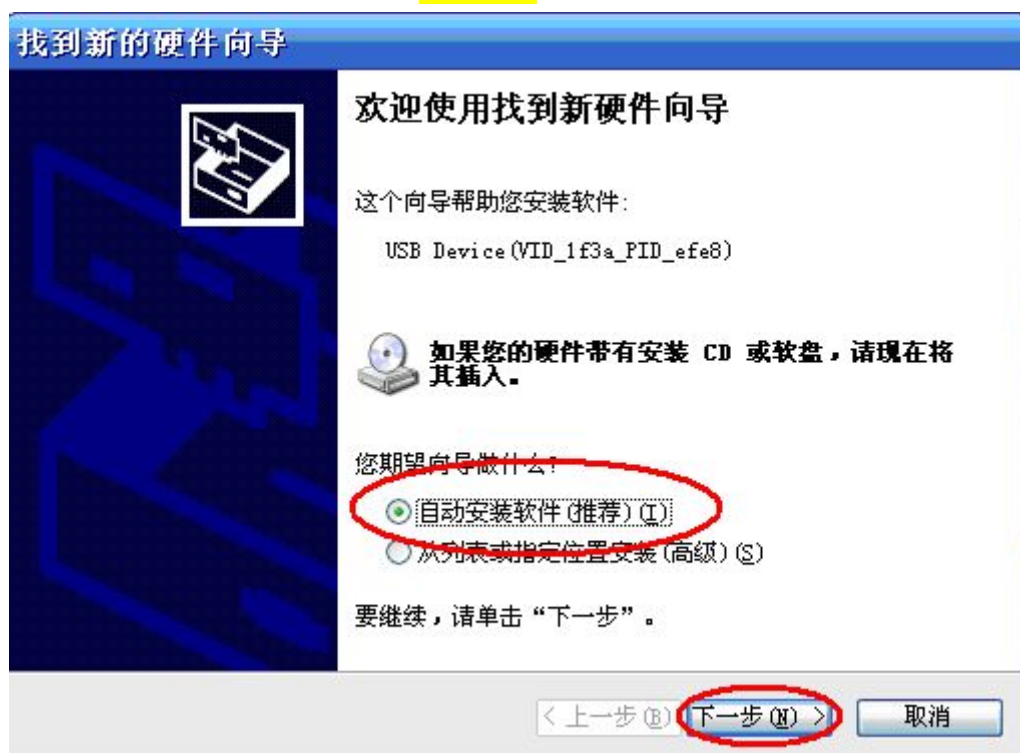 找到新的硬件向导
欢迎使用找到新硬件向导
这个向导帮助您安装软件:
USB Device(VID_1f3a_PID_efe8)
如果您的硬件带有安装 CD 或软盘，请现在将
其插入。
您期望向导做什么?
自动安装软件(推荐)(I)
从列表或指定位置安装(高级)(S)
要继续，请单击“下一步”。
<上一步(B) 下一步(N) > 取消